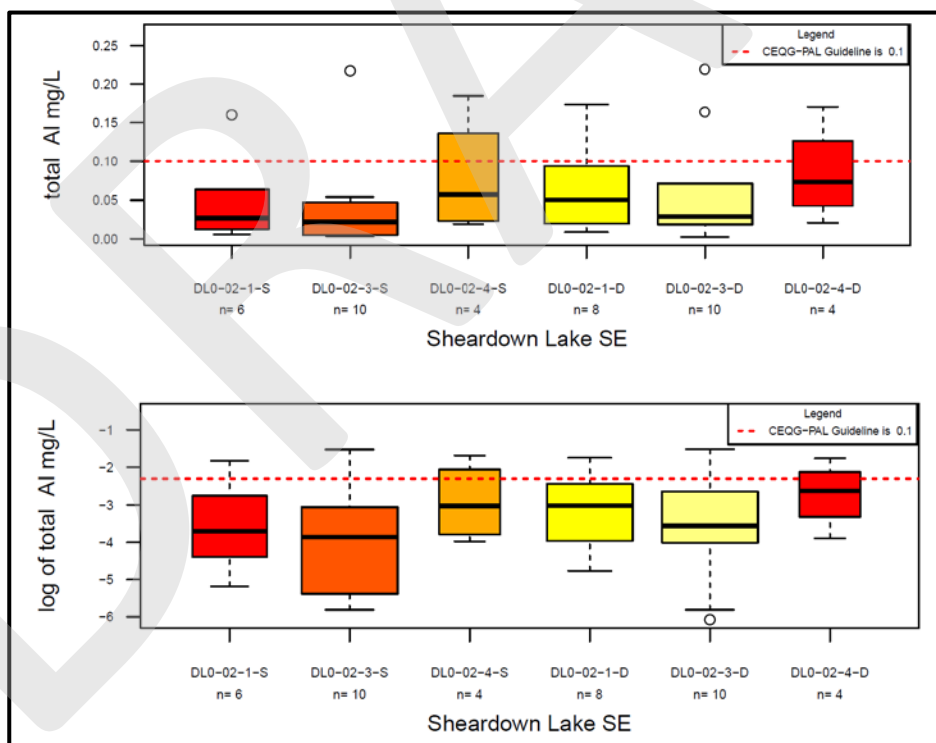 Legend
CEQG-PAL Guideline is 0.1
total Al mg/L
0.25
0.20
0.15
0.10
0.05
0.00
DL0-02-1-S DL0-02-3-S DL0-02-4-S DL0-02-1-D DL0-02-3-D DL0-02-4-D
n= 6 n= 10 n= 4 n= 8 n= 10 n= 4
Sheardown Lake SE
Legend
CEQG-PAL Guideline is 0.1
log of total Al mg/L
-1
-2
-3
-4
-5
-6
DL0-02-1-S DL0-02-3-S DL0-02-4-S DL0-02-1-D DL0-02-3-D DL0-02-4-D
n= 6 n= 10 n= 4 n= 8 n= 10 n= 4
Sheardown Lake SE